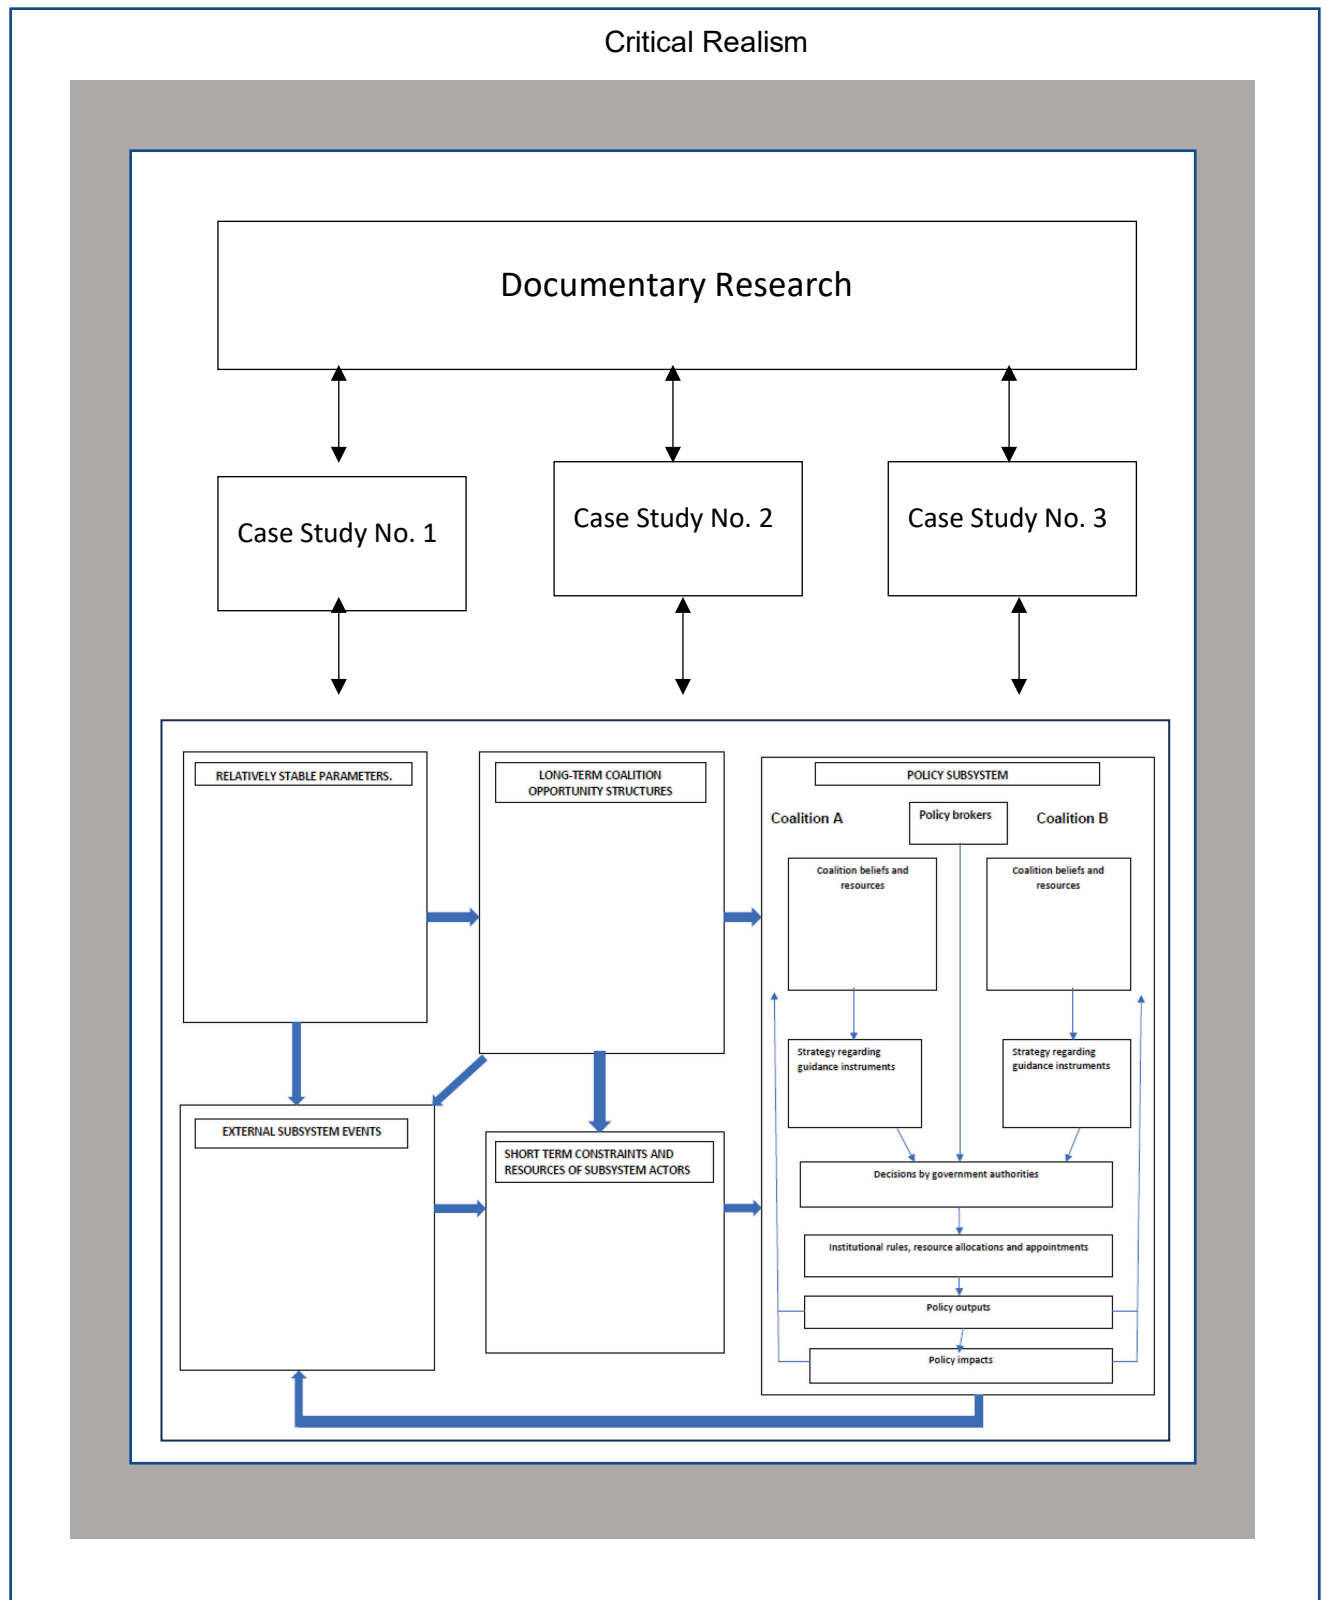 Critical Realism
Documentary Research
Case Study No. 1
Case Study No. 2
Case Study No. 3
RELATIVELY STABLE PARAMETERS.
LONG-TERM COALITION
OPPORTUNITY STRUCTURES
POLICY SUBSYSTEM
Coalition A
Policy brokers
Coalition B
Coalition beliefs and
resources
Coalition beliefs and
resources
Strategy regarding
guidance instruments
Strategy regarding
guidance instruments
EXTERNAL SUBSYSTEM EVENTS
SHORT TERM CONSTRAINTS AND
RESOURCES OF SUBSYSTEM ACTORS
Decisions by government authorities
Institutional rules, resource allocations and appointments
Policy outputs
Policy impacts